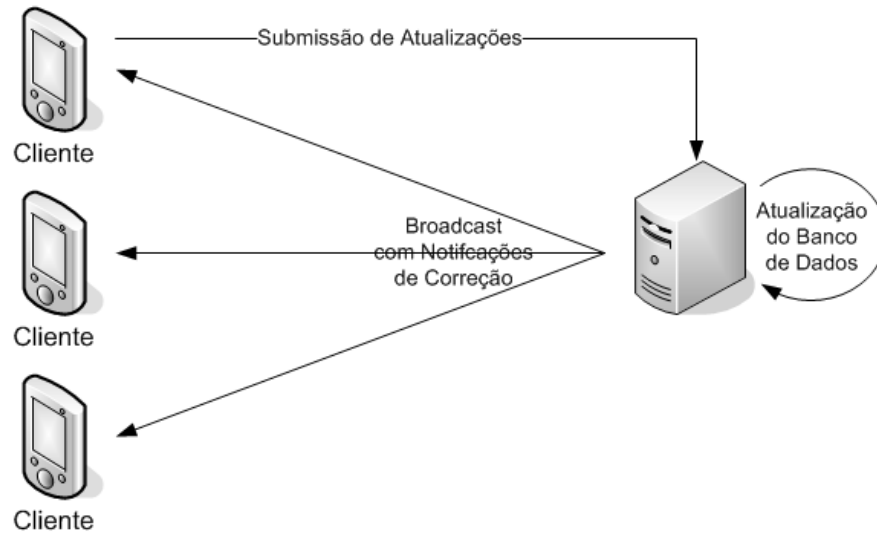 Submissão de Atualizações
Cliente
Broadcast
com Notifcações
de Correção
Atualização
do Banco
de Dados
Cliente
Cliente